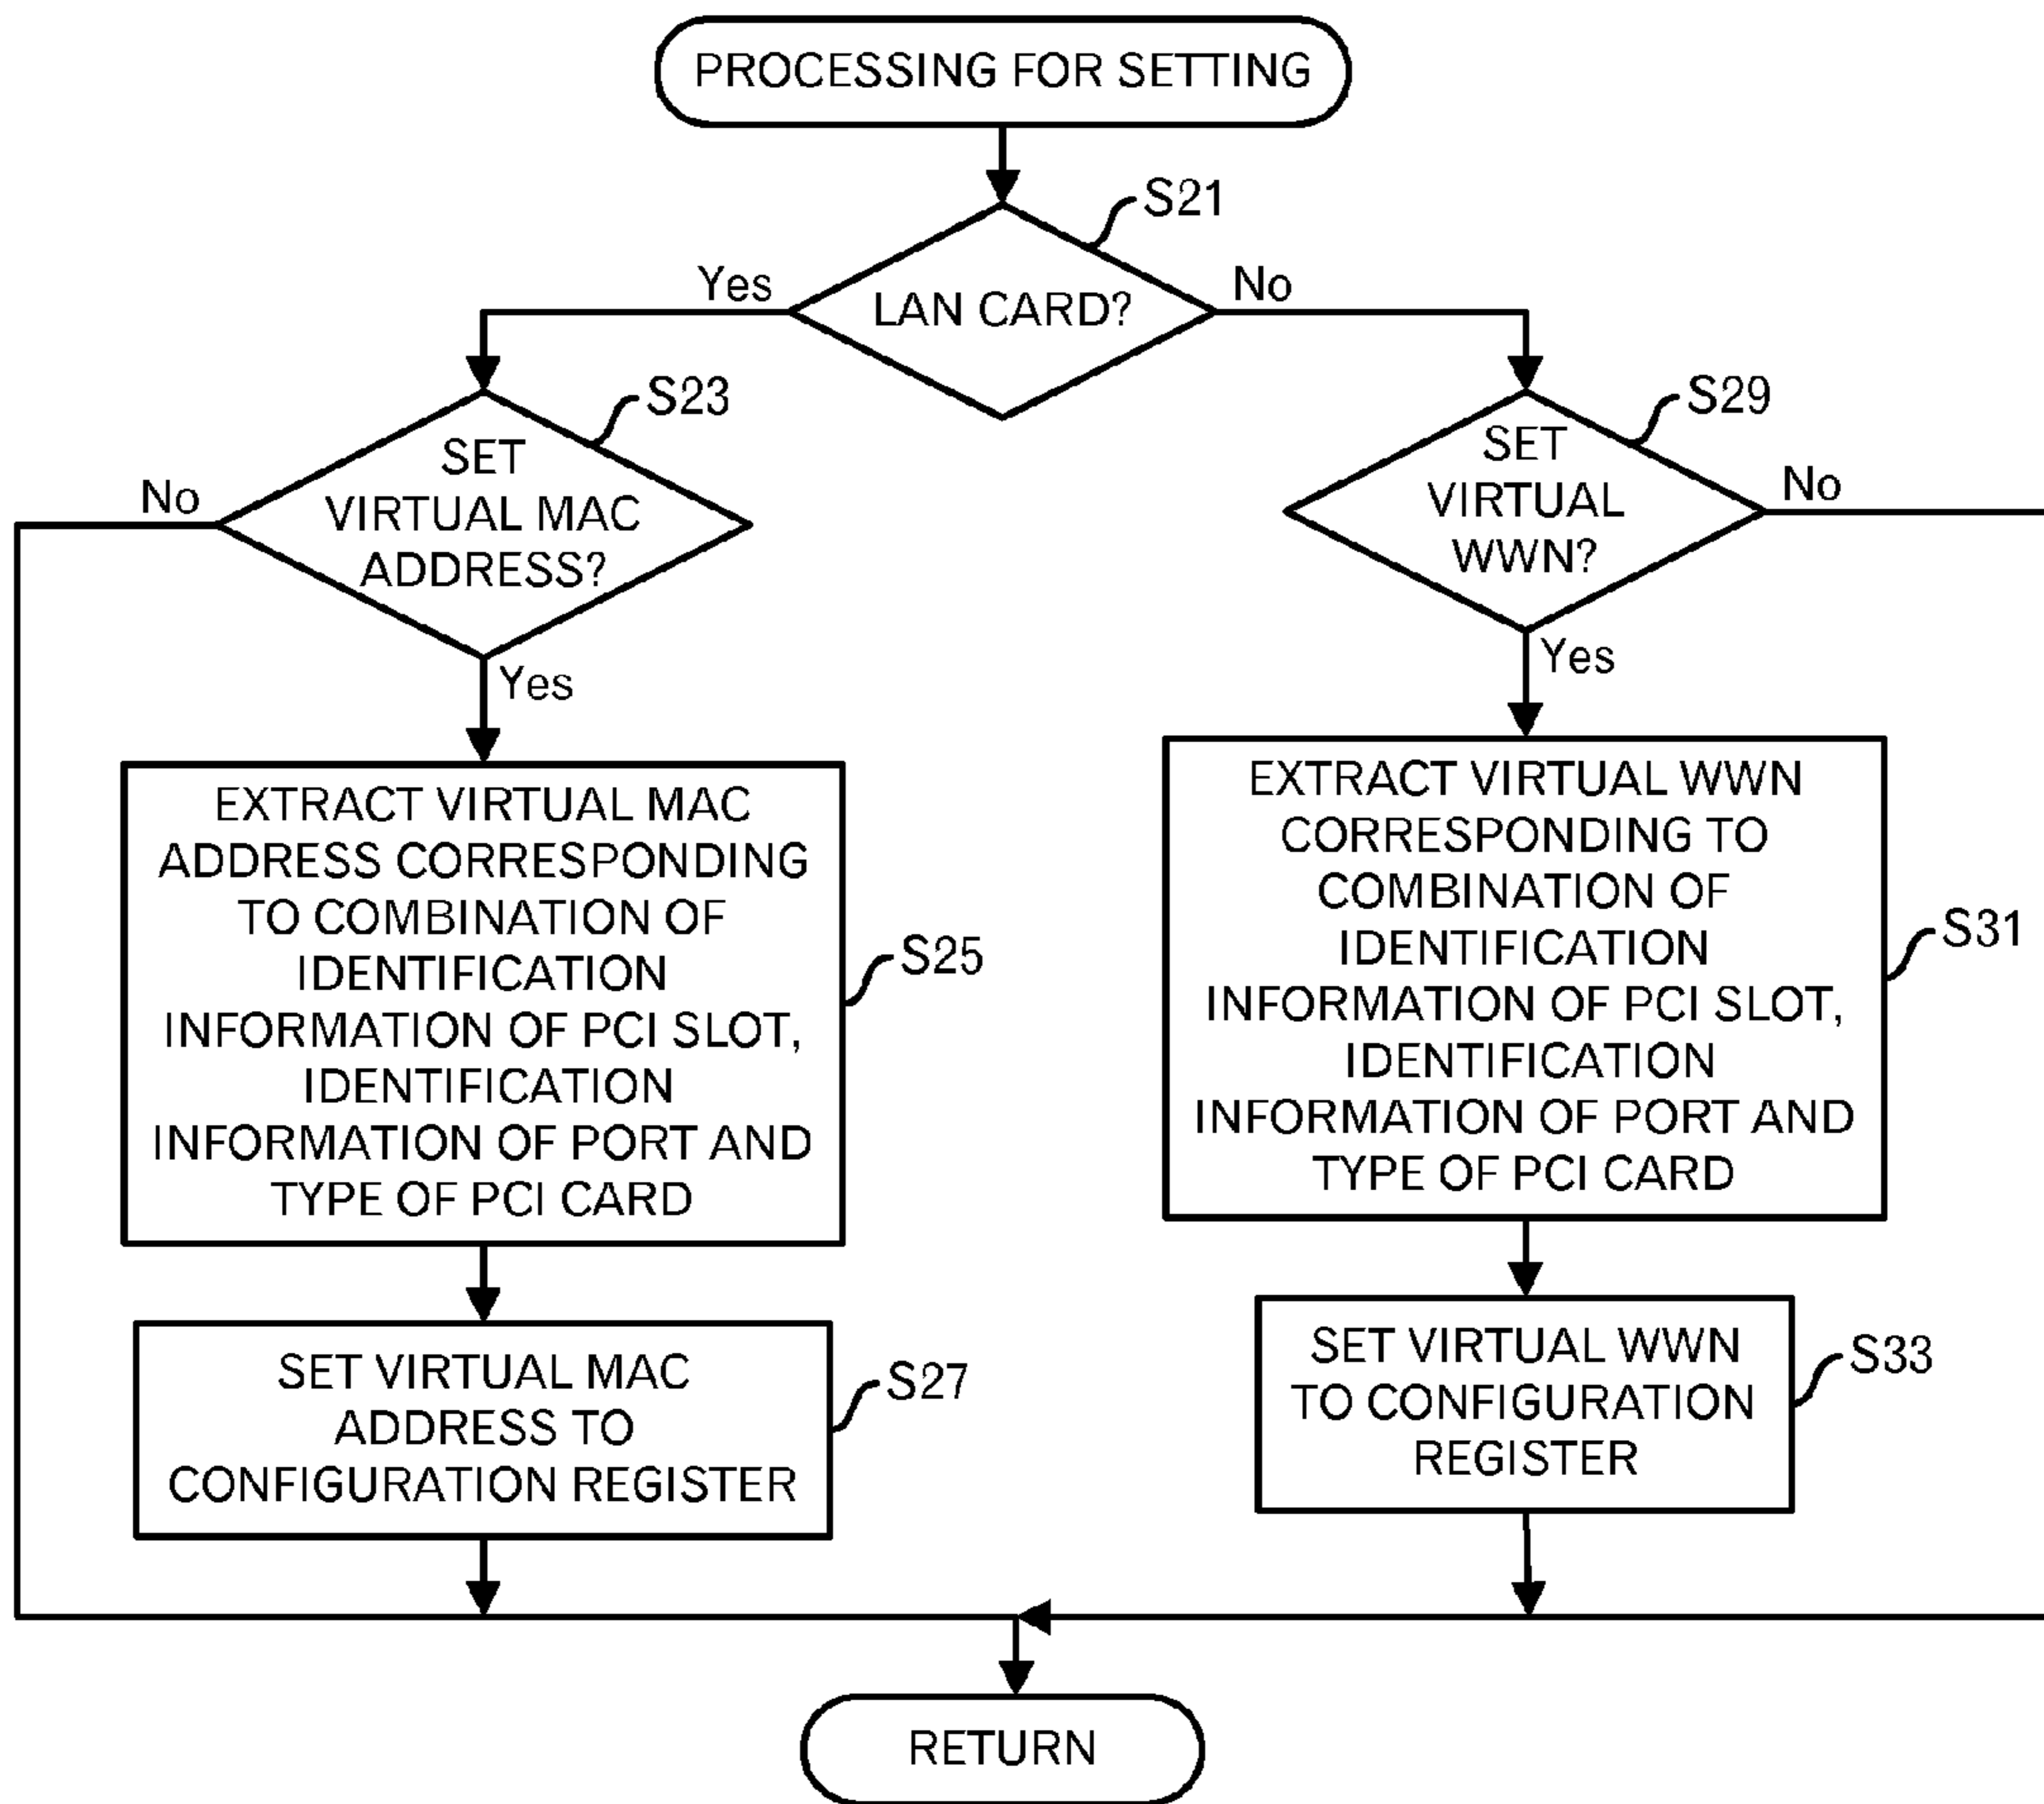 PROCESSING FOR SETTING
S21
Yes
LAN CARD?
No
S23
SET
VIRTUAL MAC
ADDRESS?
No
Yes
S29
SET
VIRTUAL
WWN?
No
Yes
EXTRACT VIRTUAL MAC
ADDRESS CORRESPONDING
TO COMBINATION OF
IDENTIFICATION
INFORMATION OF PCI SLOT,
IDENTIFICATION
INFORMATION OF PORT AND
TYPE OF PCI CARD
S25
EXTRACT VIRTUAL WWN
CORRESPONDING TO
COMBINATION OF
IDENTIFICATION
INFORMATION OF PCI SLOT,
IDENTIFICATION
INFORMATION OF PORT AND
TYPE OF PCI CARD
S31
SET VIRTUAL MAC
ADDRESS TO
CONFIGURATION REGISTER
S27
SET VIRTUAL WWN
TO CONFIGURATION
REGISTER
S33
RETURN